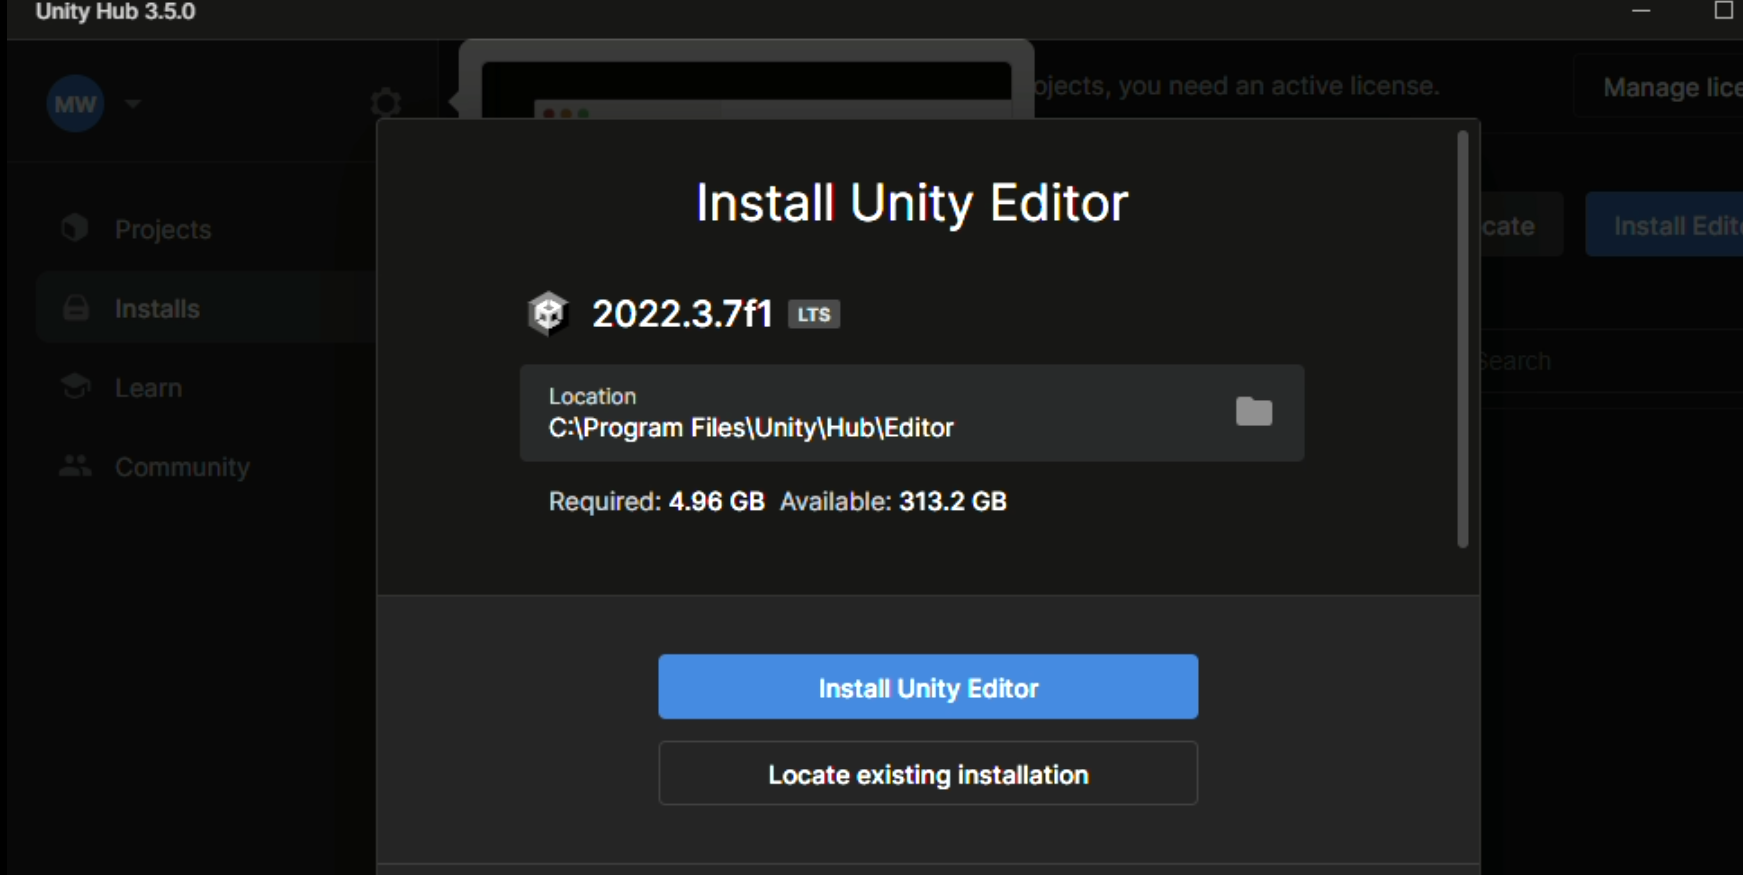 Unity Hub 3.5.0
MW
ojects, you need an active license.
Manage lice
Install Unity Editor
Projects
cate
Install Edit
2022.3.7f1 LTS
Installs
Search
Location
C:\Program Files\Unity\Hub\Editor
Learn
Community
Required: 4.96 GB Available: 313.2 GB
Install Unity Editor
Locate existing installation